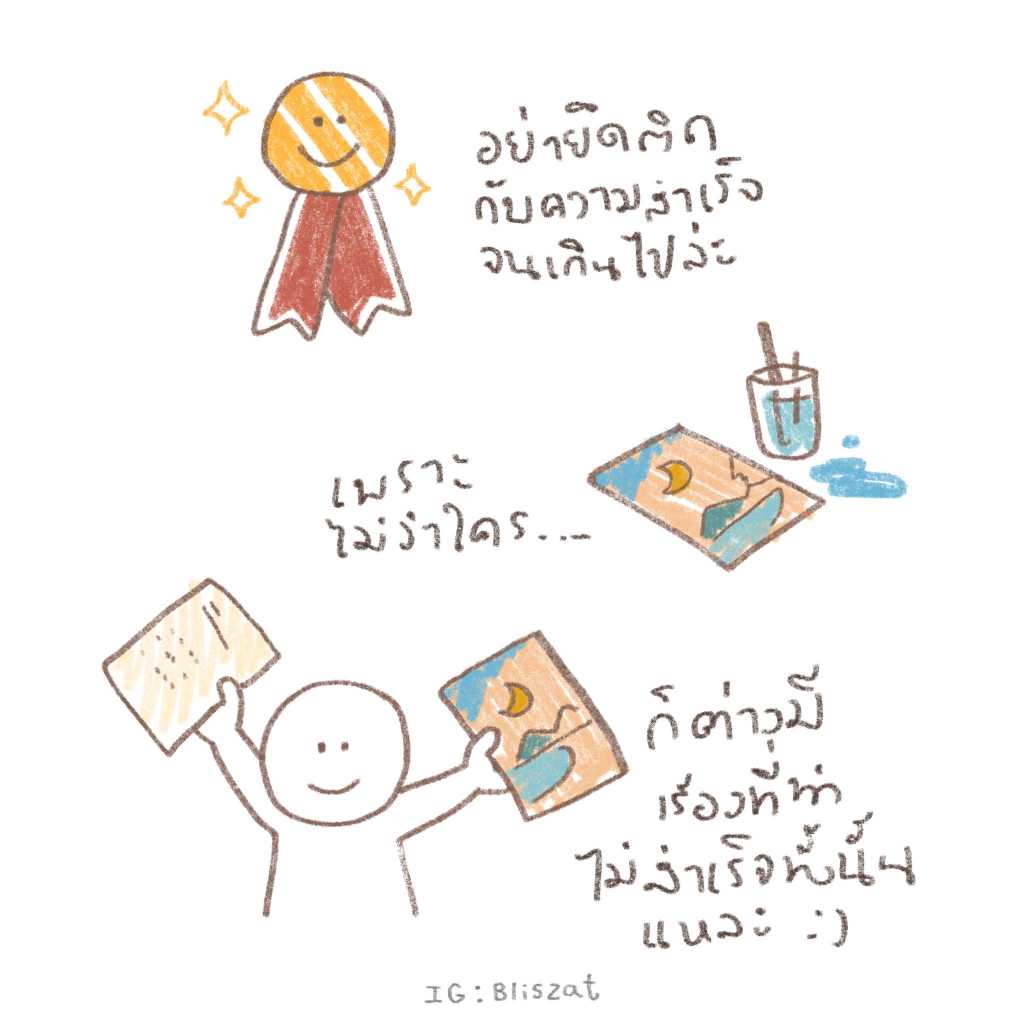 อย่ายึดติด
กับความสำเร็จ
จนเกินไปล่ะ
เพราะ
ไม่ว่าใคร...
ก็ต่างมี
เรื่องที่ทำ
ไม่สำเร็จทั้งนั้น
แหละ :)
IG : Bliszat